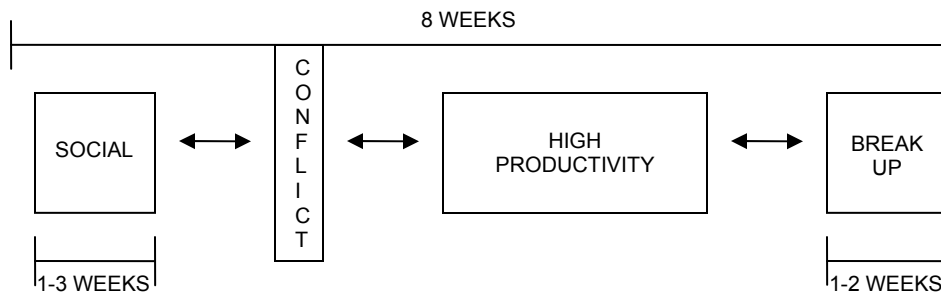 8 WEEKS
SOCIAL
C
O
N
F
L
I
C
T
HIGH
PRODUCTIVITY
BREAK
UP
1-3 WEEKS
1-2 WEEKS